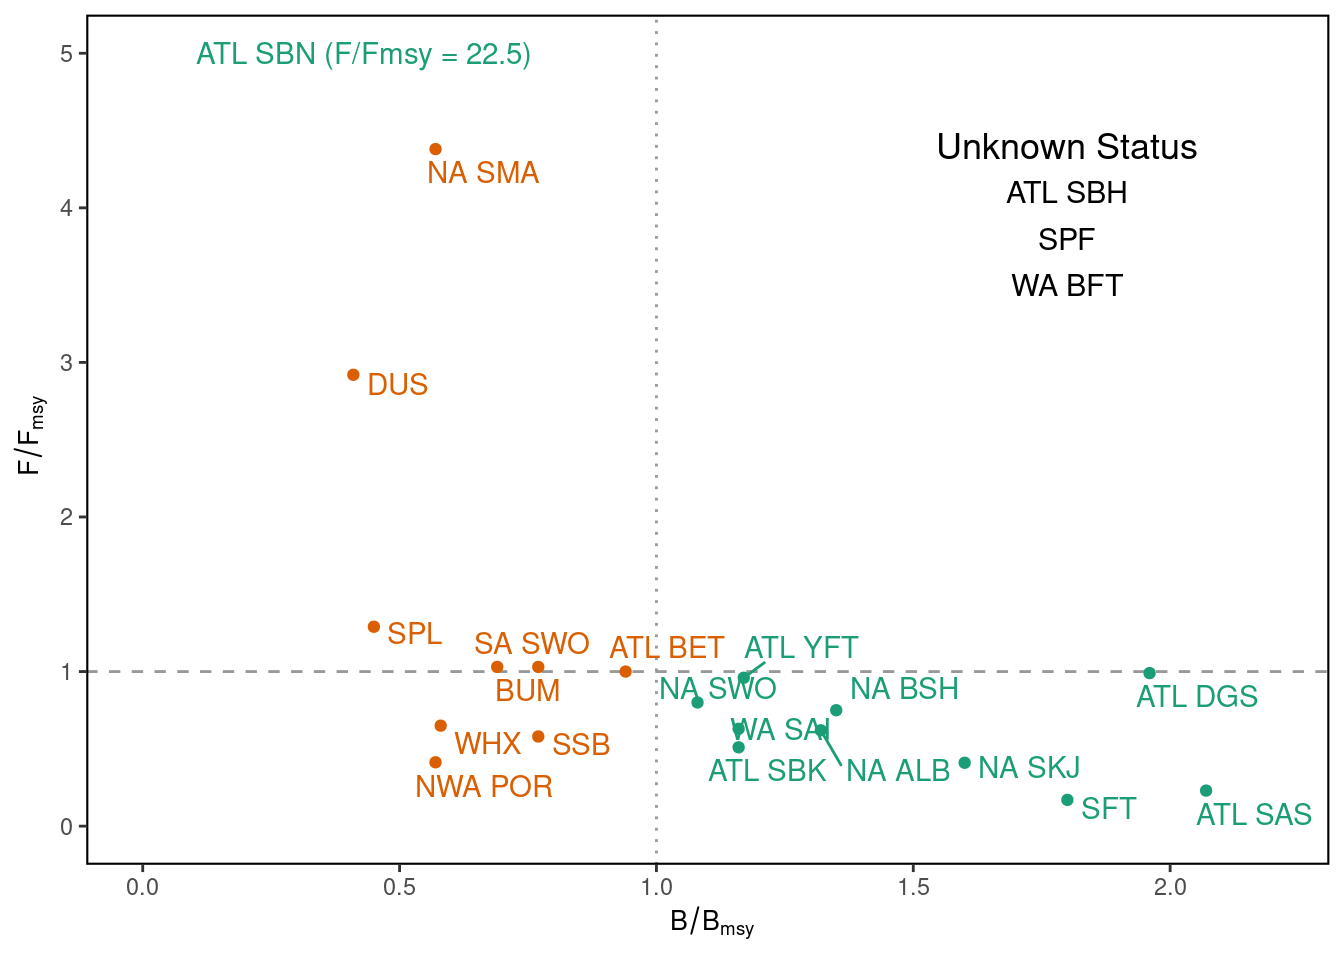 ATL SBN (F/Fmsy = 22.5)
NA SMA
Unknown Status
ATL SBH
SPF
WA BFT
DUS
SPL
SA SWO
ATL BET
ATL YFT
BUM
NA SWO
NA BSH
ATL DGS
WHX
SSB
WA SAI
NWA POR
ATL SBK
NA ALB
NA SKJ
SFT
ATL SAS
5
4
3
2
1
0
F/Fmsy
0.0
0.5
1.0
1.5
2.0
B/Bmsy